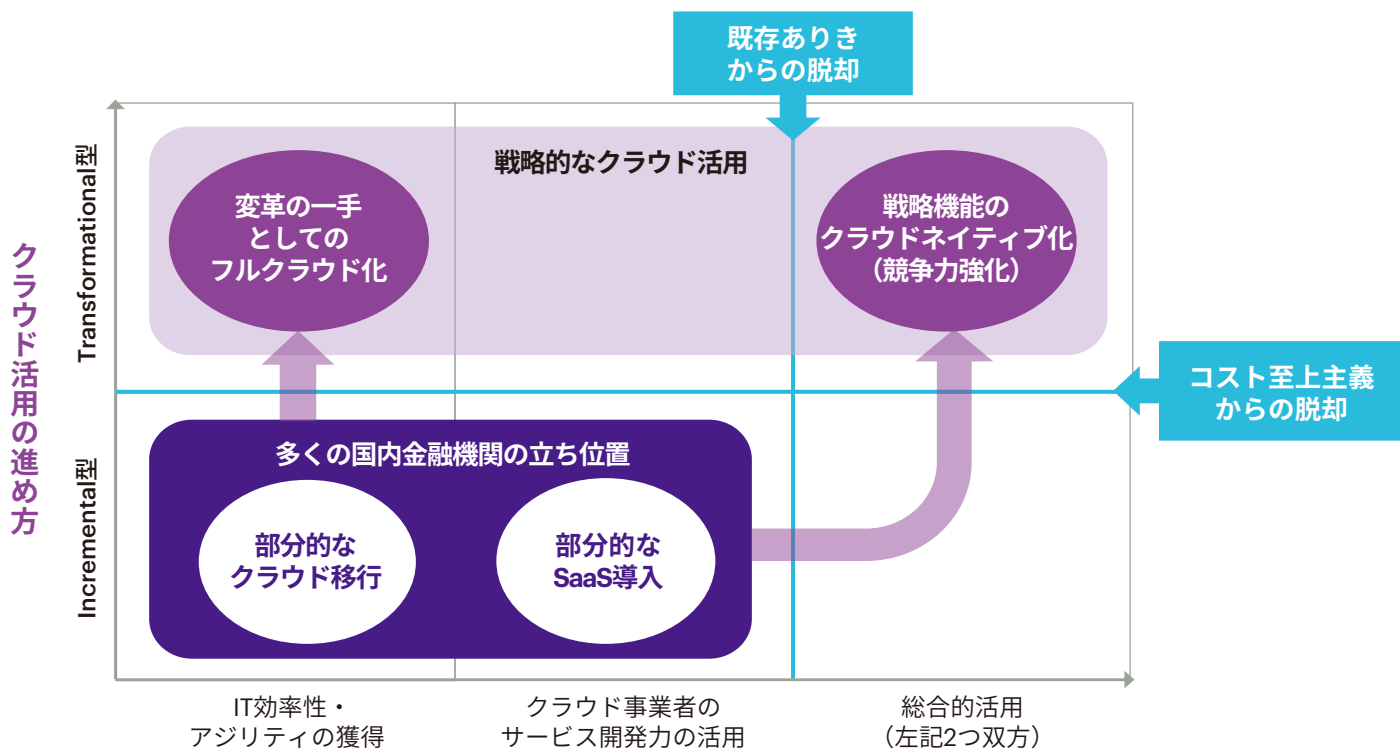 既存ありき
からの脱却
戦略的なクラウド活用
変革の一手
としての
フルクラウド化
戦略機能の
クラウドネイティブ化
（競争力強化）
Transformational型
クラウド活用の進め方
コスト至上主義
からの脱却
多くの国内金融機関の立ち位置
部分的な
クラウド移行
部分的な
SaaS導入
Incremental型
IT効率性・
アジリティの獲得
クラウド事業者の
サービス開発力の活用
総合的活用
（左記2つ双方）